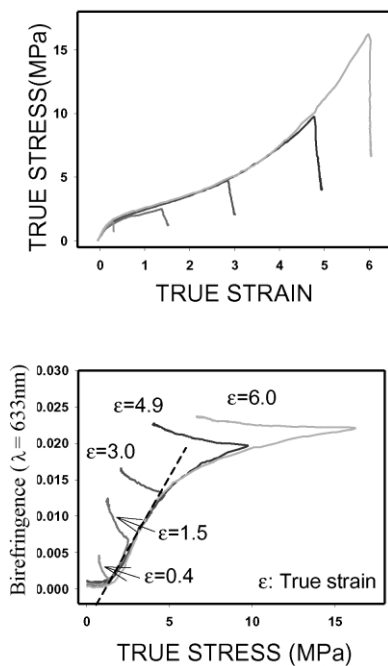 TRUE STRESS(MPa)
15
10
5
0
0 1 2 3 4 5 6
TRUE STRAIN
Birefringence ( λ = 633nm)
0.030
0.025
0.020
0.015
0.010
0.005
0.000
ε=6.0
ε=4.9
ε=3.0
ε=1.5
ε=0.4
ε: True strain
0 5 10 15
TRUE STRESS (MPa)